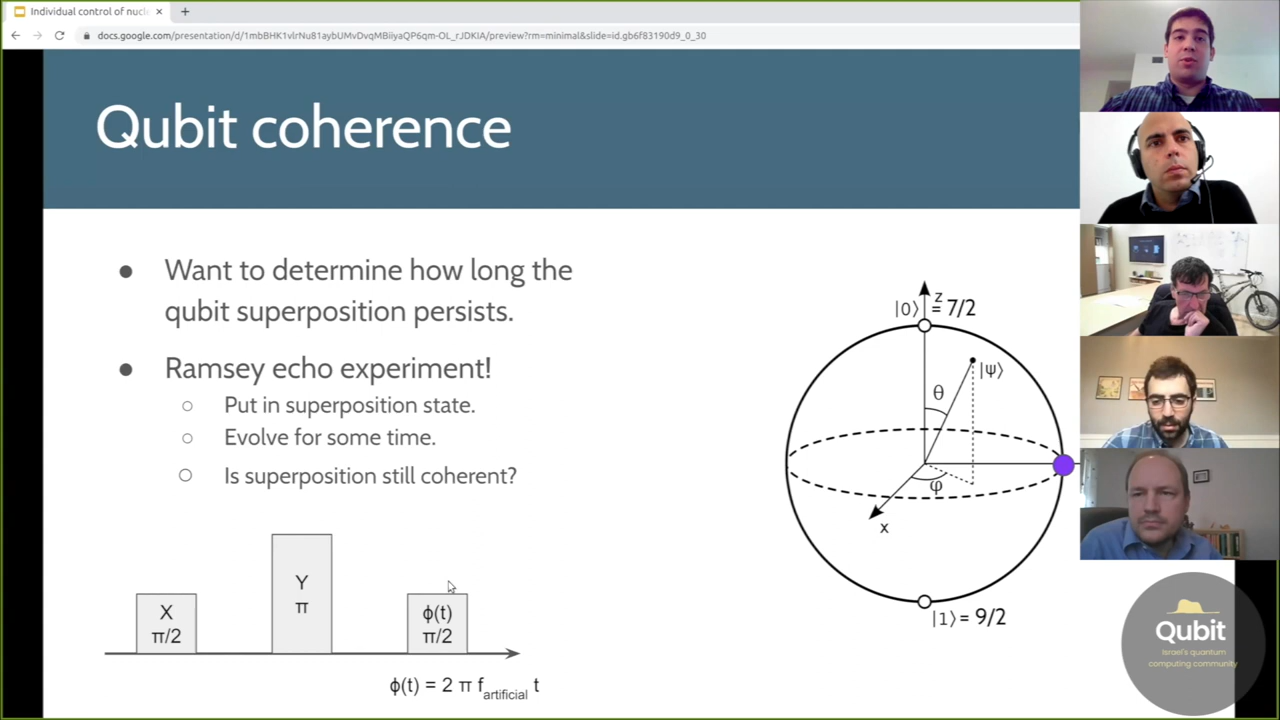 Individual control of nucl
docs.google.com/presentation/d/1mbBHK1vlrNu81aybUMvDvqMBiiyaQP6qm-OL_rJDKIA/preview?rm=minimal&slide=id.gb6f83190d9_0_30
Qubit coherence
● Want to determine how long the
qubit superposition persists.
● Ramsey echo experiment!
○ Put in superposition state.
○ Evolve for some time.
○ Is superposition still coherent?
X
π/2
Y
π
ϕ(t)
π/2
ϕ(t) = 2 π f_artificial t
z
|0⟩ = 7/2
θ
|ψ⟩
φ
x
|1⟩ = 9/2
Qubit
Israel's quantum
computing community